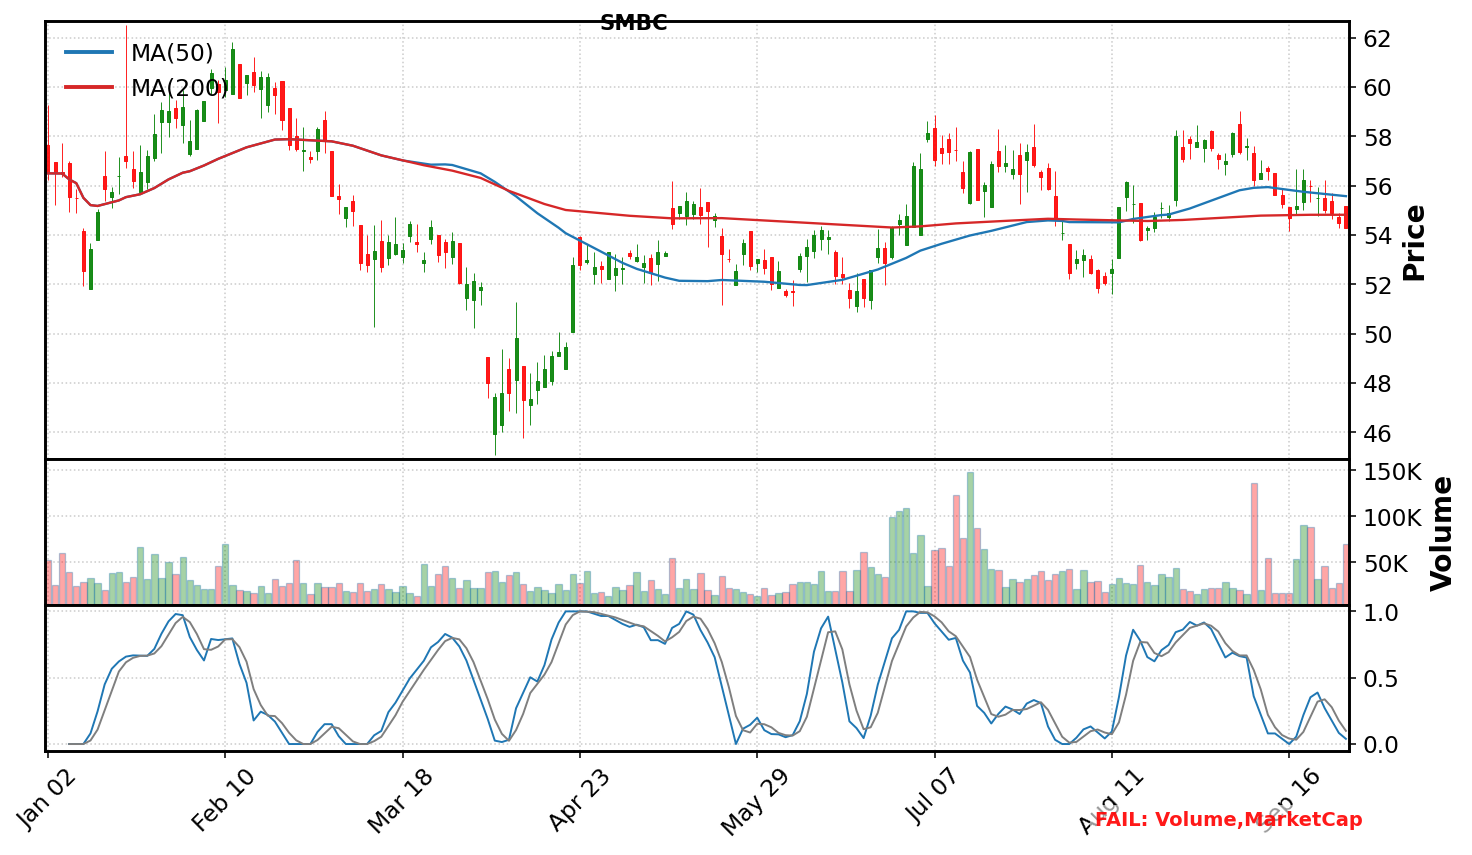 SMBC
MA(50)
MA(200)
62
60
58
56
54
52
50
48
46
Price
150K
100K
50K
Volume
1.0
0.5
0.0
Jan 02
Feb 10
Mar 18
Apr 23
May 29
Jul 07
Aug 11
Sep 16
FAIL: Volume,MarketCap